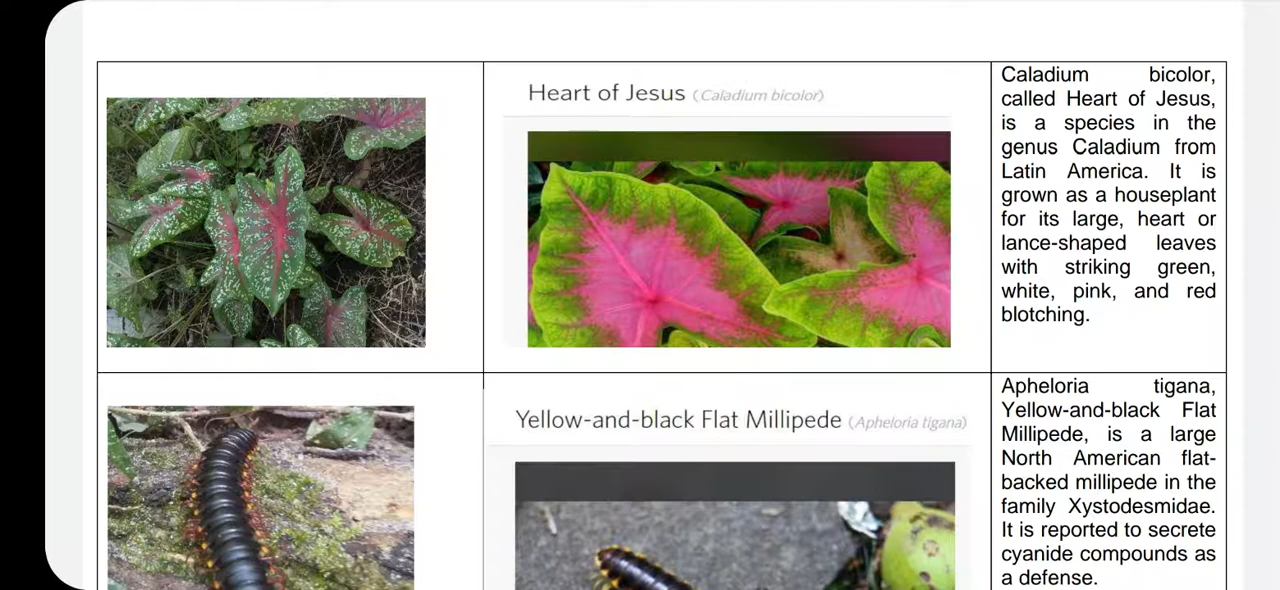 Heart of Jesus (Caladium bicolor)
Caladium bicolor,
called Heart of Jesus,
is a species in the
genus Caladium from
Latin America. It is
grown as a houseplant
for its large, heart or
lance-shaped leaves
with striking green,
white, pink, and red
blotching.
Yellow-and-black Flat Millipede (Apheloria tigana)
Apheloria tigana,
Yellow-and-black Flat
Millipede, is a large
North American flat-
backed millipede in the
family Xystodesmidae.
It is reported to secrete
cyanide compounds as
a defense.